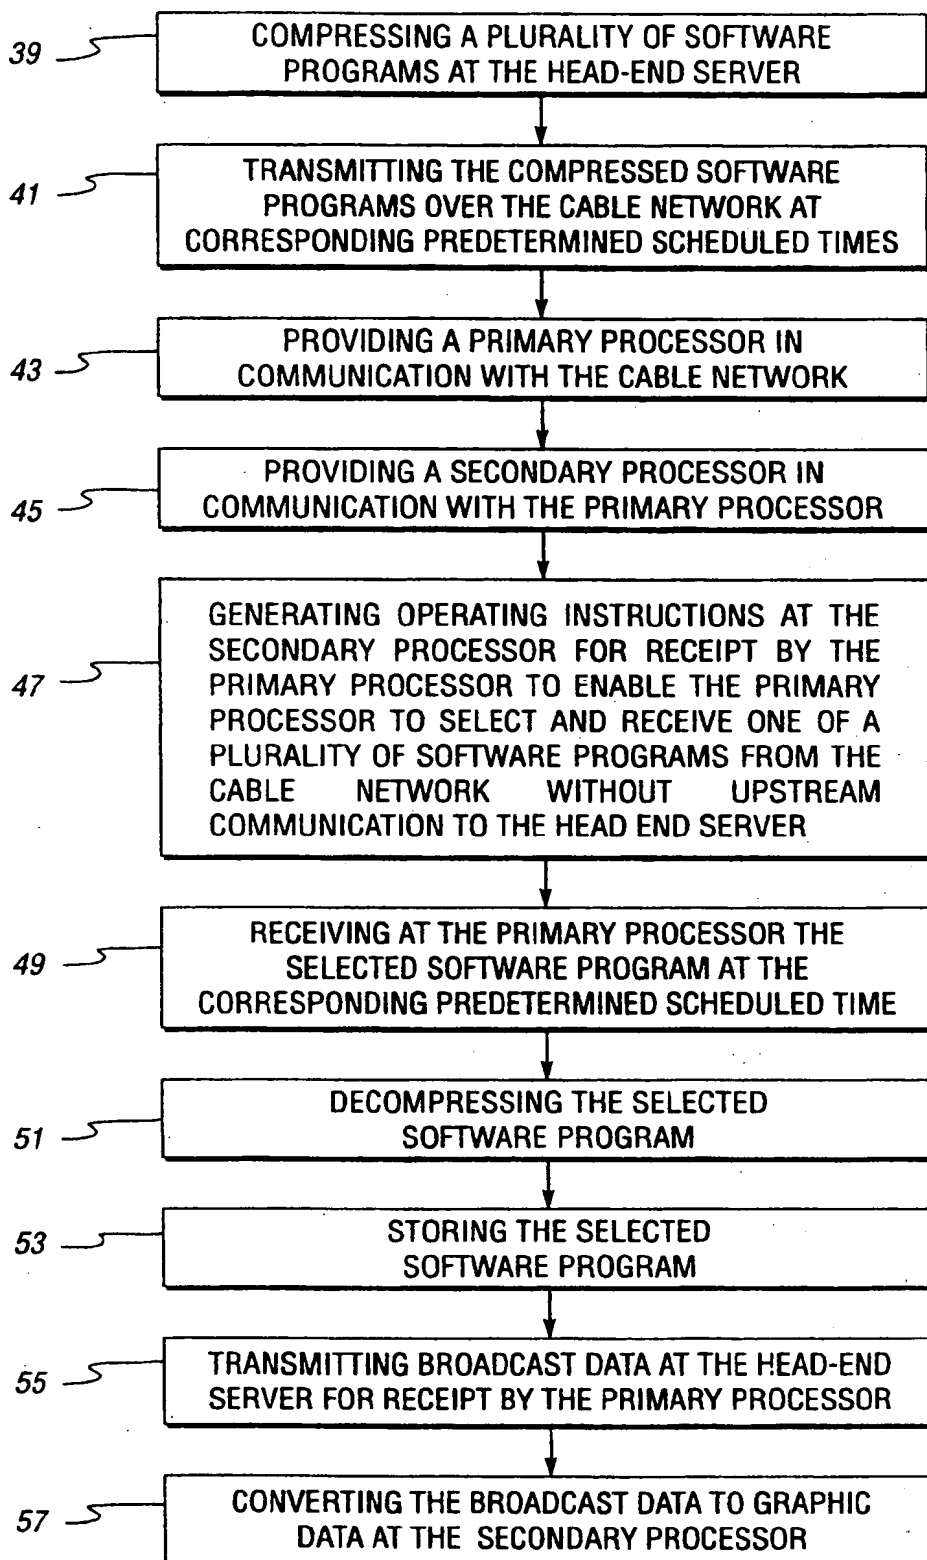 39
COMPRESSING A PLURALITY OF SOFTWARE
PROGRAMS AT THE HEAD-END SERVER
41
TRANSMITTING THE COMPRESSED SOFTWARE
PROGRAMS OVER THE CABLE NETWORK AT
CORRESPONDING PREDETERMINED SCHEDULED TIMES
43
PROVIDING A PRIMARY PROCESSOR IN
COMMUNICATION WITH THE CABLE NETWORK
45
PROVIDING A SECONDARY PROCESSOR IN
COMMUNICATION WITH THE PRIMARY PROCESSOR
47
GENERATING OPERATING INSTRUCTIONS AT THE
SECONDARY PROCESSOR FOR RECEIPT BY THE
PRIMARY PROCESSOR TO ENABLE THE PRIMARY
PROCESSOR TO SELECT AND RECEIVE ONE OF A
PLURALITY OF SOFTWARE PROGRAMS FROM THE
CABLE NETWORK WITHOUT UPSTREAM
COMMUNICATION TO THE HEAD END SERVER
49
RECEIVING AT THE PRIMARY PROCESSOR THE
SELECTED SOFTWARE PROGRAM AT THE
CORRESPONDING PREDETERMINED SCHEDULED TIME
51
DECOMPRESSING THE SELECTED
SOFTWARE PROGRAM
53
STORING THE SELECTED
SOFTWARE PROGRAM
55
TRANSMITTING BROADCAST DATA AT THE HEAD-END
SERVER FOR RECEIPT BY THE PRIMARY PROCESSOR
57
CONVERTING THE BROADCAST DATA TO GRAPHIC
DATA AT THE SECONDARY PROCESSOR